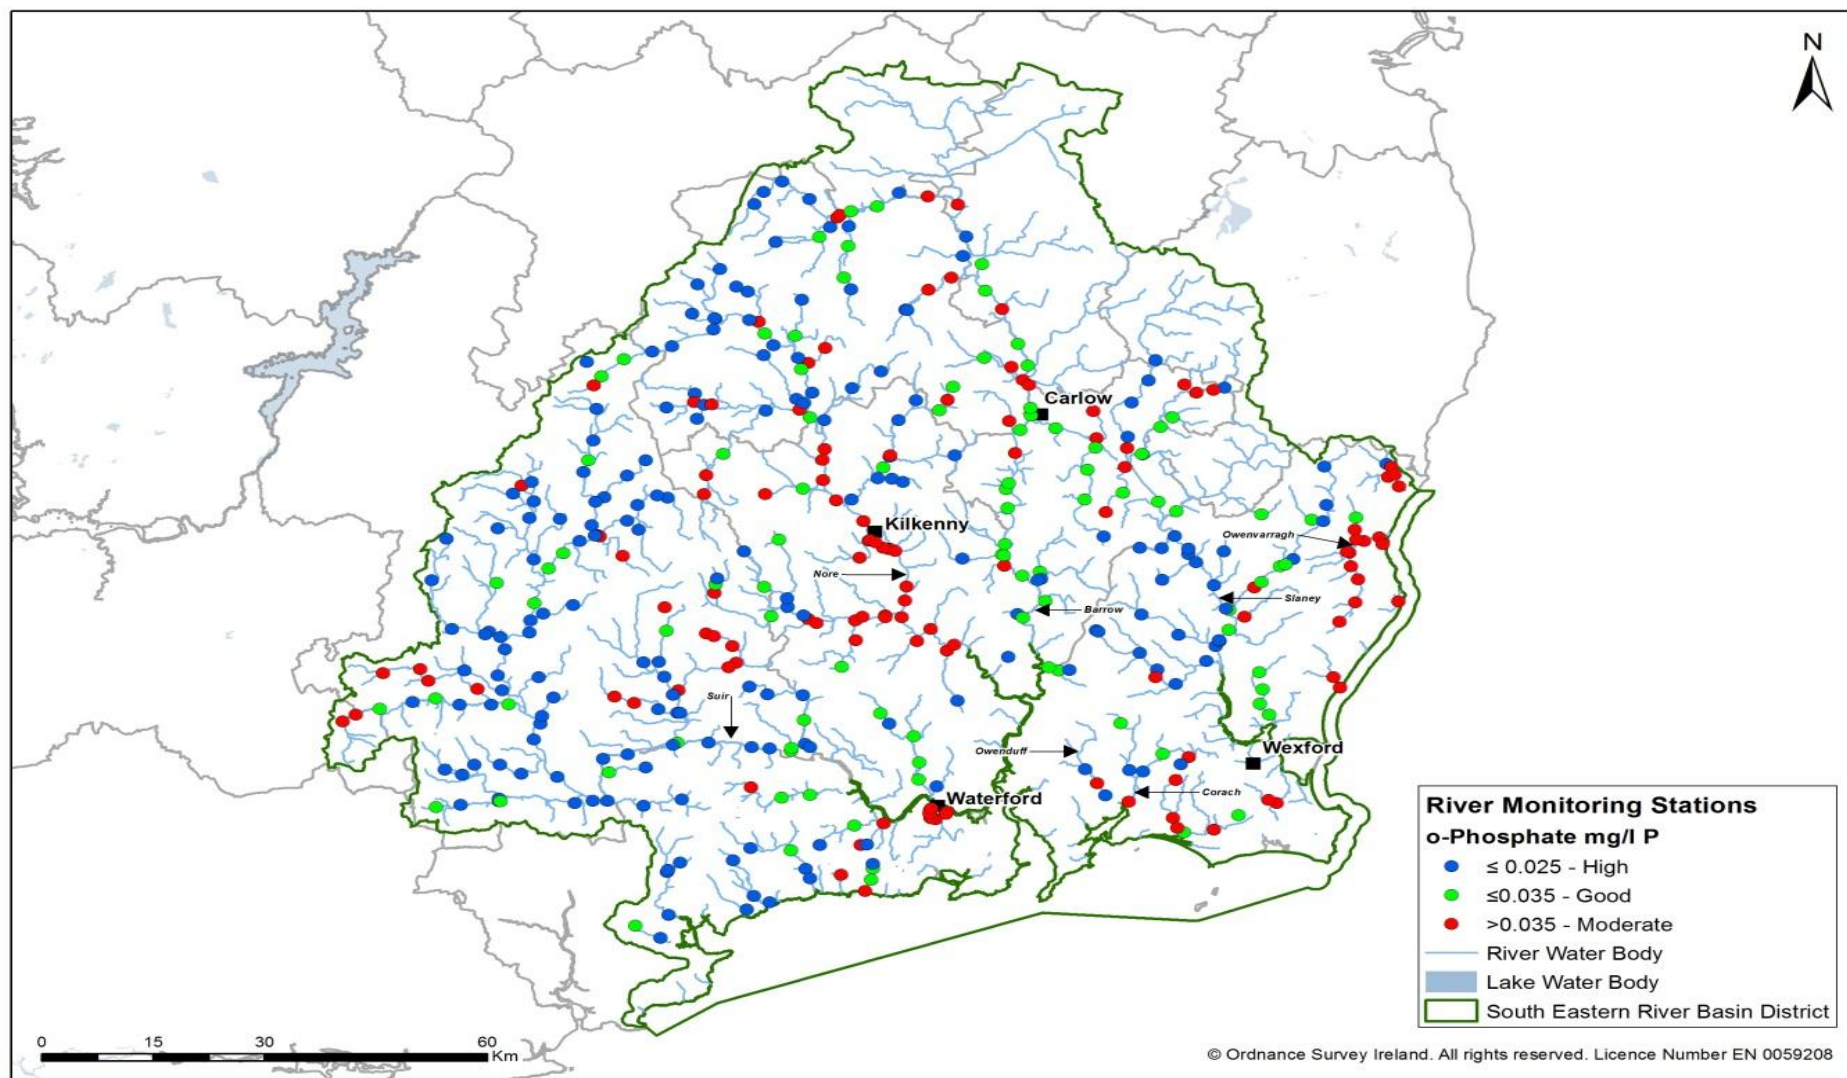 N
Carlow
Kilkenny
Owenvarragh
Nore
Slaney
Barrow
Suir
Owenduff
Wexford
Corach
Waterford
River Monitoring Stations
o-Phosphate mg/l P
≤ 0.025 - High
≤0.035 - Good
>0.035 - Moderate
River Water Body
Lake Water Body
South Eastern River Basin District
0 15 30 60
Km
© Ordnance Survey Ireland. All rights reserved. Licence Number EN 0059208